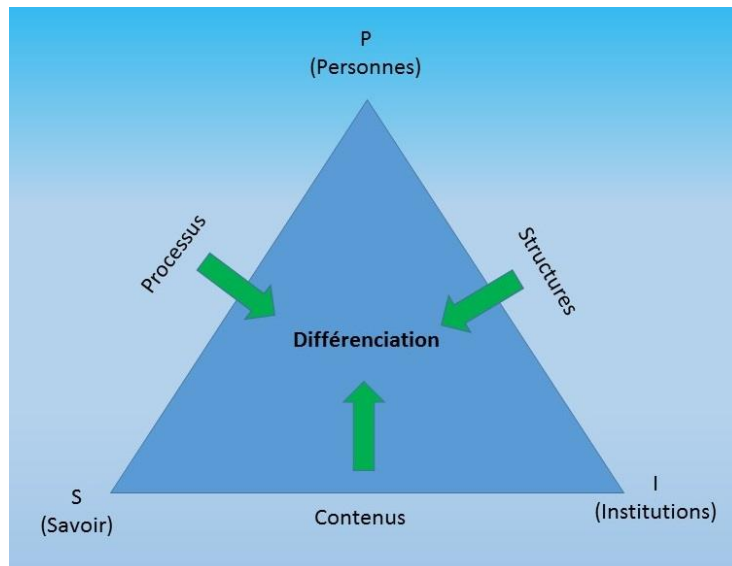 P
(Personnes)
Processus
Structures
Différenciation
S
(Savoir)
Contenus
I
(Institutions)